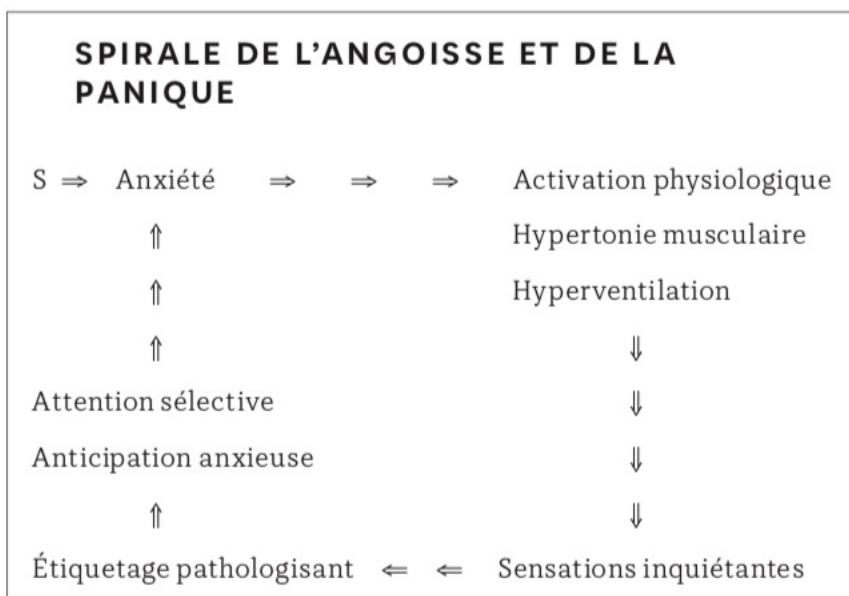 SPIRALE DE L'ANGOISSE ET DE LA
PANIQUE
S ⇒ Anxiété ⇒ ⇒ ⇒ Activation physiologique
⇑ Hypertonie musculaire
⇑ Hyperventilation
⇑ ⇓
Attention sélective ⇓
Anticipation anxieuse ⇓
⇑ ⇓
Étiquetage pathologisant ⇐ ⇐ Sensations inquiétantes